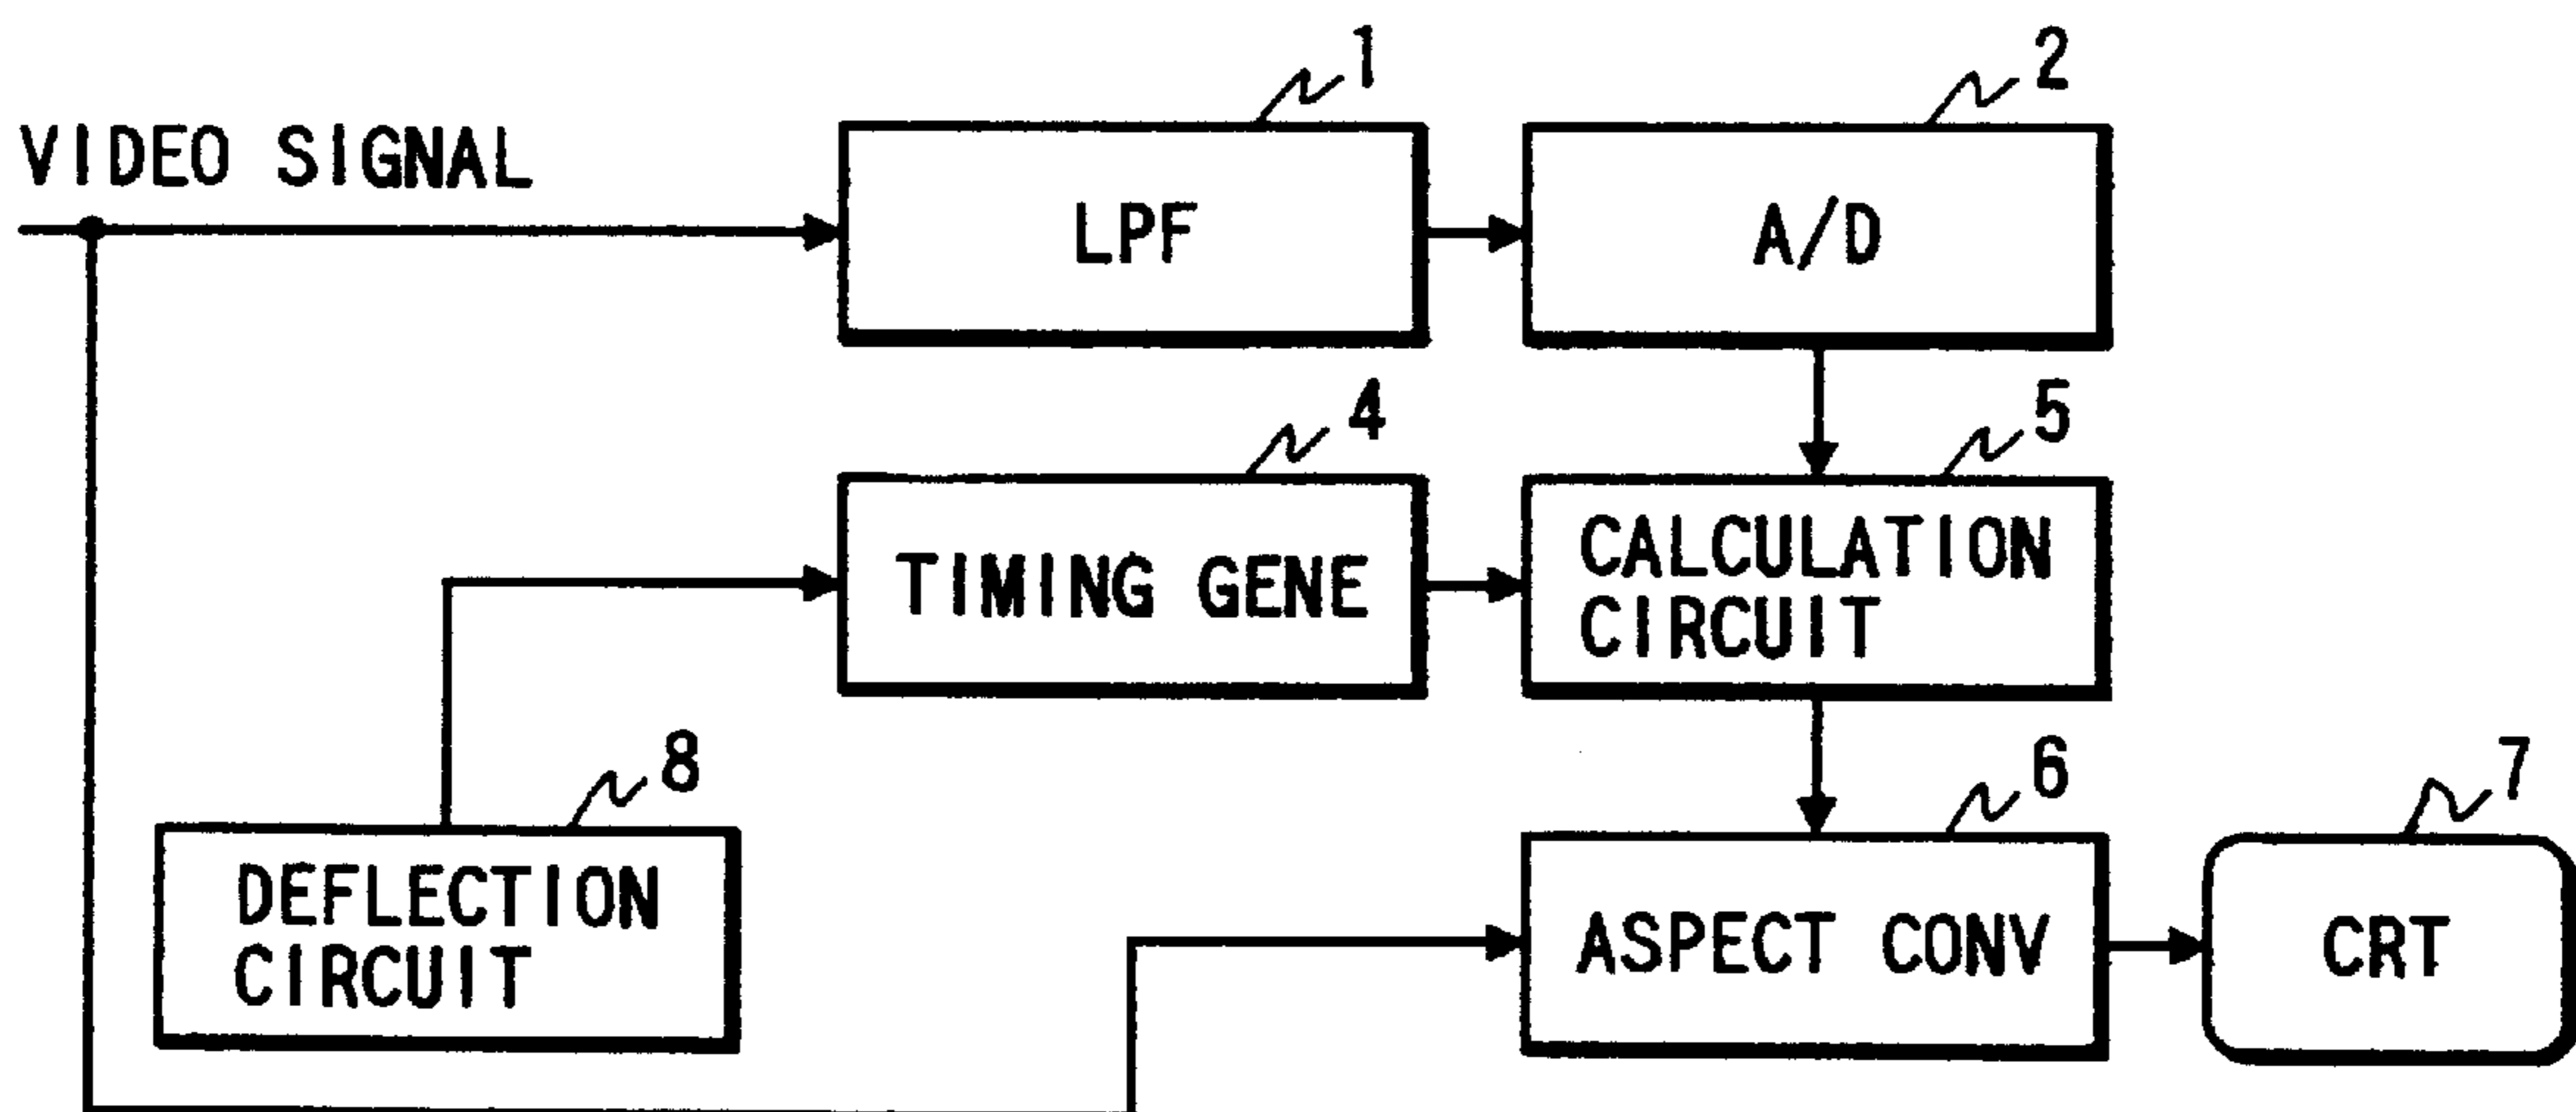 1
2
VIDEO SIGNAL
LPF
A/D
4
5
TIMING GENE
CALCULATION
CIRCUIT
8
6
7
DEFLECTION
CIRCUIT
ASPECT CONV
CRT